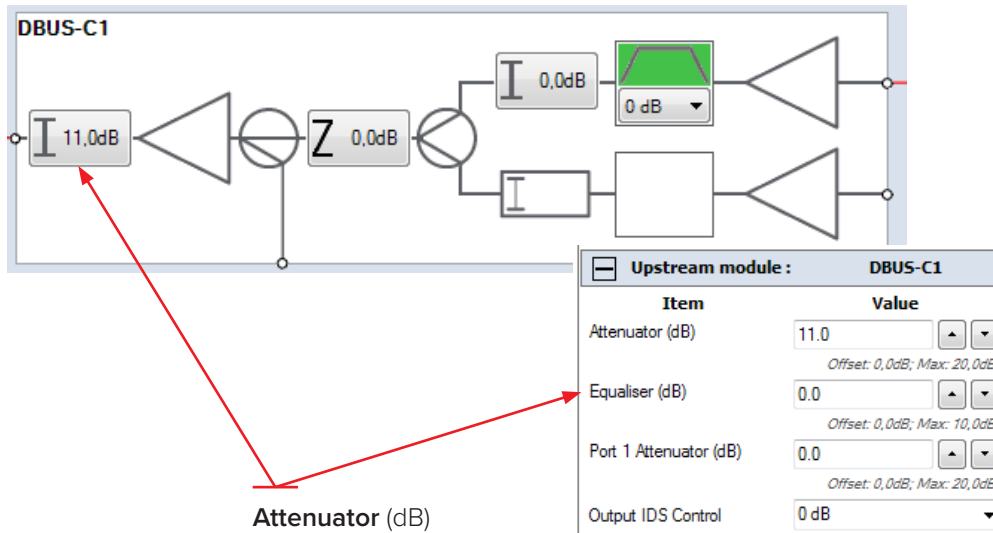 DBUS-C1
0,0dB
0 dB
11,0dB
0,0dB
Upstream module : DBUS-C1
Item Value
Attenuator (dB) 11.0
Offset: 0,0dB; Max: 20,0dB
Equaliser (dB) 0.0
Offset: 0,0dB; Max: 10,0dB
Port 1 Attenuator (dB) 0.0
Offset: 0,0dB; Max: 20,0dB
Output IDS Control 0 dB
Attenuator (dB)